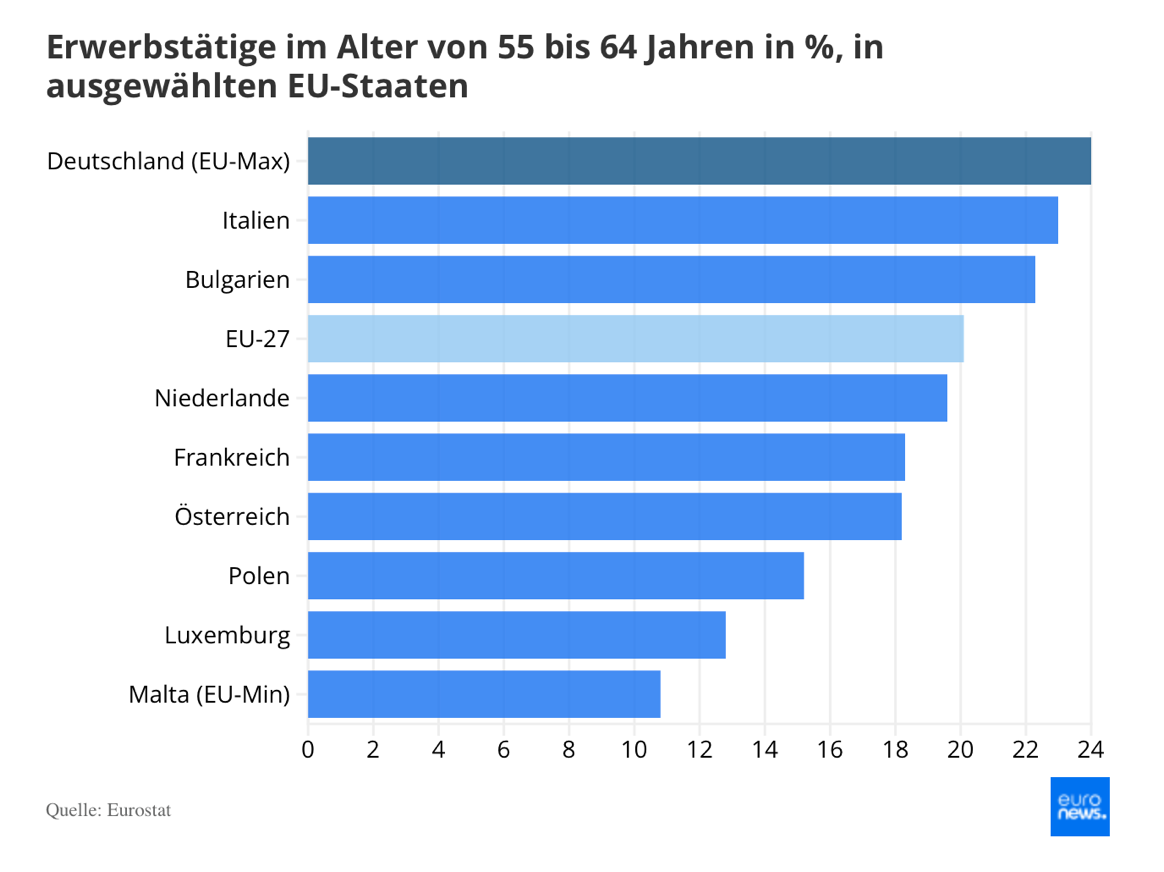 Erwerbstätige im Alter von 55 bis 64 Jahren in %, in
ausgewählten EU-Staaten
Deutschland (EU-Max)
Italien
Bulgarien
EU-27
Niederlande
Frankreich
Österreich
Polen
Luxemburg
Malta (EU-Min)
0 2 4 6 8 10 12 14 16 18 20 22 24
Quelle: Eurostat
euro
news.